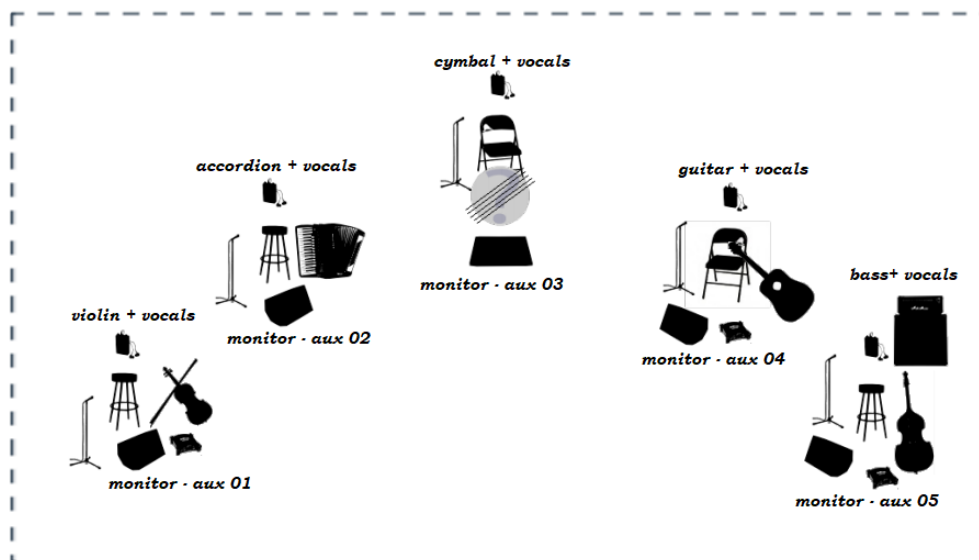 cymbal + vocals
accordion + vocals
guitar + vocals
bass+ vocals
monitor - aux 03
violin + vocals
monitor - aux 02
monitor - aux 04
monitor - aux 01
monitor - aux 05